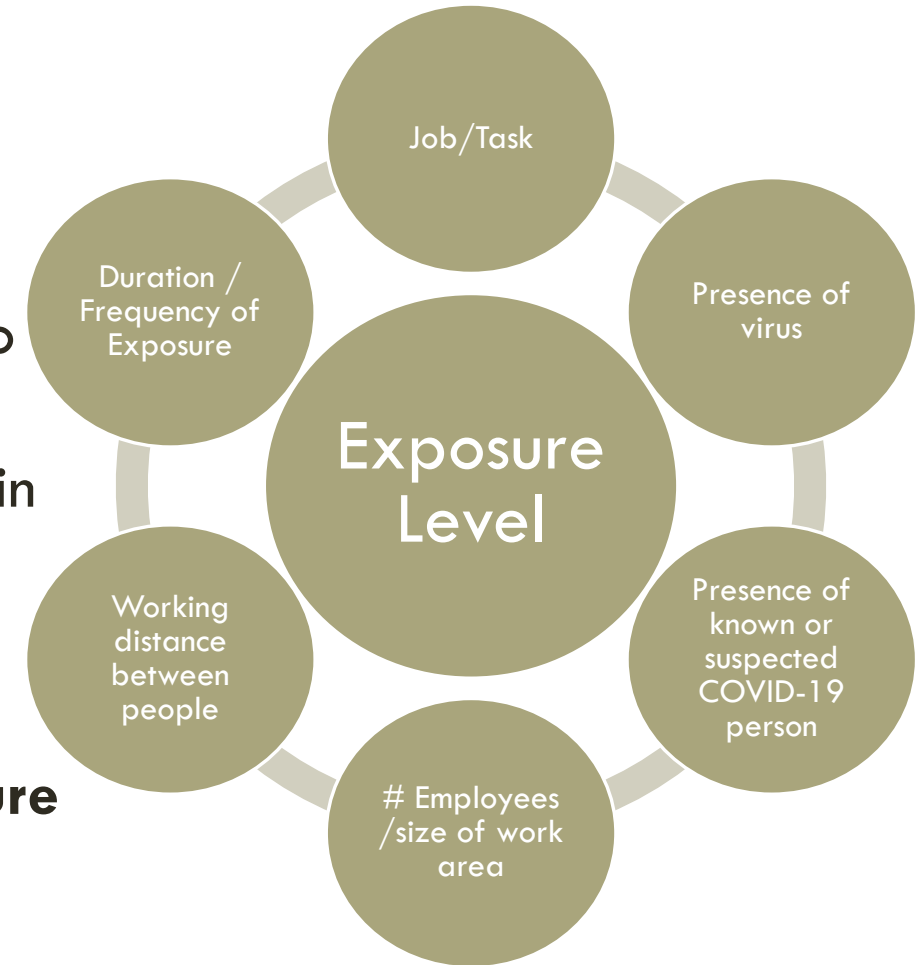 Job/Task
Presence of
virus
Presence of
known or
suspected
COVID-19
person
# Employees
/size of work
area
Working
distance
between
people
Duration /
Frequency of
Exposure
Exposure
Level
in